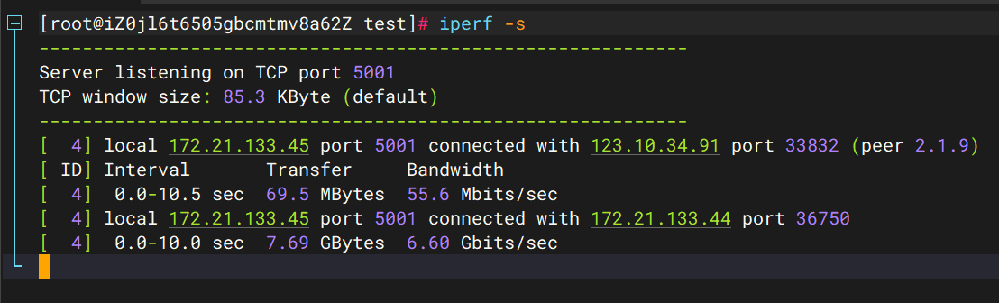 [root@iZ0jl6t6505gbcmtmv8a62Z test]# iperf -s
------------------------------------------------------------
Server listening on TCP port 5001
TCP window size: 85.3 KByte (default)
------------------------------------------------------------
[  4] local 172.21.133.45 port 5001 connected with 123.10.34.91 port 33832 (peer 2.1.9)
[ ID] Interval       Transfer     Bandwidth
[  4]  0.0-10.5 sec  69.5 MBytes  55.6 Mbits/sec
[  4] local 172.21.133.45 port 5001 connected with 172.21.133.44 port 36750
[  4]  0.0-10.0 sec  7.69 GBytes  6.60 Gbits/sec